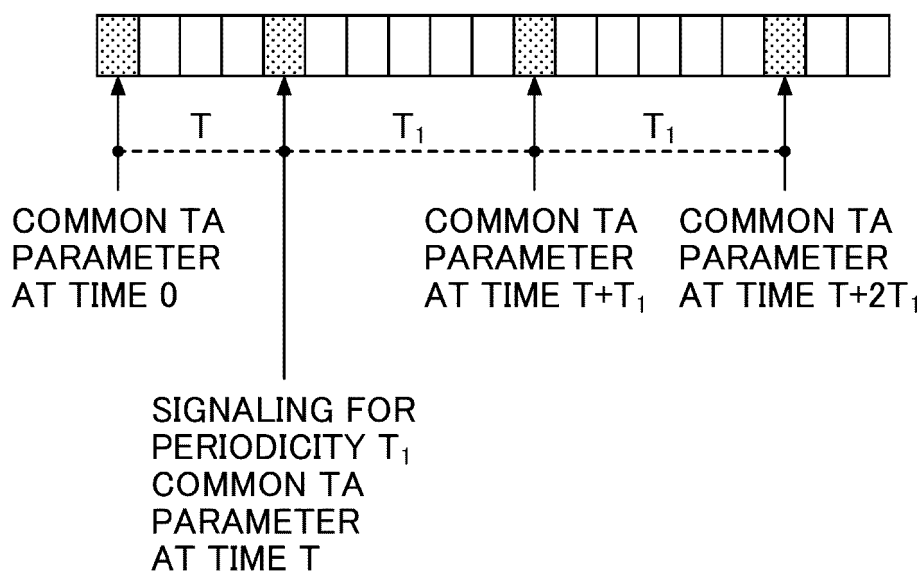 T
T₁
T₁
COMMON TA
PARAMETER
AT TIME 0
COMMON TA
PARAMETER
AT TIME T+T₁
COMMON TA
PARAMETER
AT TIME T+2T₁
SIGNALING FOR
PERIODICITY T₁
COMMON TA
PARAMETER
AT TIME T